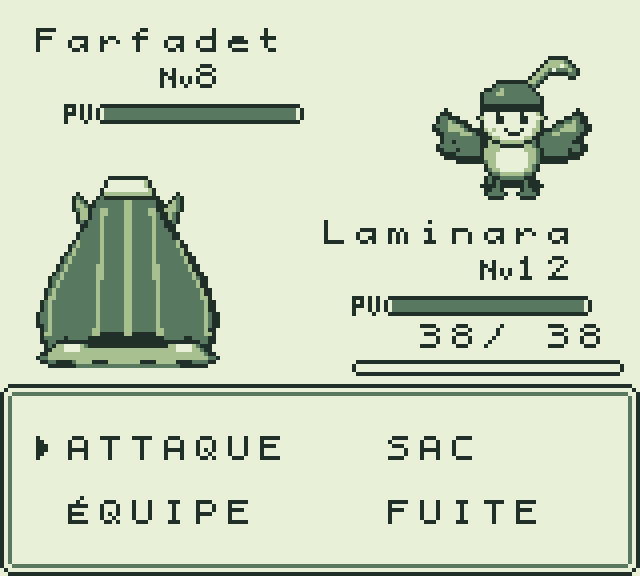 Farfadet
Nv8
PV
Laminara
Nv12
PV
38/ 38
ATTAQUE SAC
ÉQUIPE FUITE